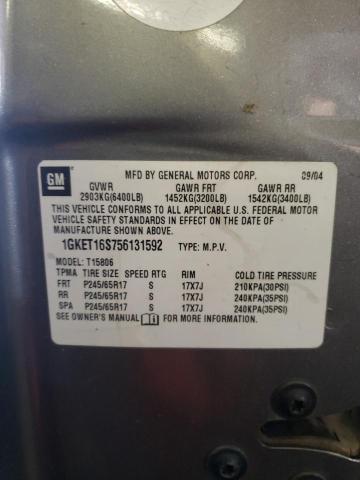 GM
MFD BY GENERAL MOTORS CORP. 09/04
GVWR GAWR FRT GAWR RR
2903KG(6400LB) 1452KG(3200LB) 1542KG(3400LB)
THIS VEHICLE CONFORMS TO ALL APPLICABLE U.S. FEDERAL MOTOR
VEHICLE SAFETY STANDARDS IN EFFECT ON THE DATE OF
MANUFACTURE SHOWN ABOVE.
1GKET16S756131592 TYPE: M.P.V.
MODEL: T15806
TPMA TIRE SIZE SPEED RTG RIM COLD TIRE PRESSURE
FRT P245/65R17 S 17X7J 210KPA(30PSI)
RR P245/65R17 S 17X7J 240KPA(35PSI)
SPA P245/65R17 S 17X7J 240KPA(35PSI)
SEE OWNER'S MANUAL FOR MORE INFORMATION